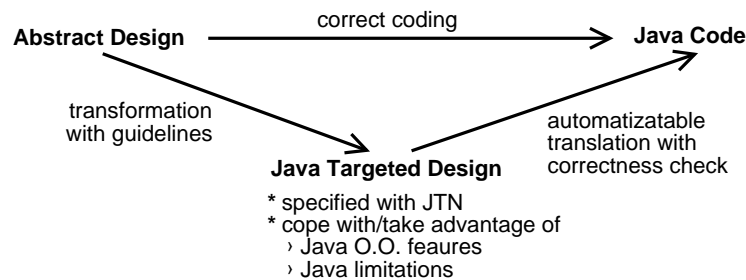 correct coding
Abstract Design
Java Code
transformation
with guidelines
automatizatable
translation with
correctness check
Java Targeted Design
* specified with JTN
* cope with/take advantage of
› Java O.O. feaures
› Java limitations